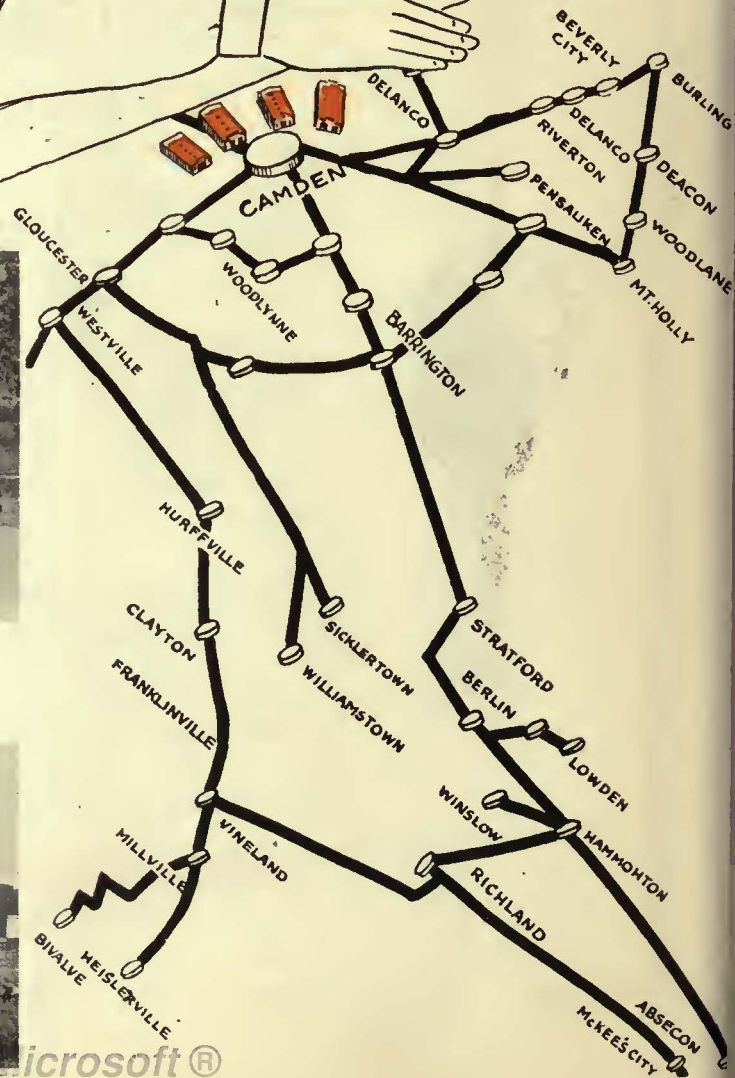 BEVERLY
CITY
DELANCO
BURLING
DELANCO
RIVERTON
DEACON
PENSAUKEN
CAMDEN
WOODLANE
GLOUCESTER
MT. HOLLY
WOODLYNNE
WESTVILLE
BARRINGTON
HURFFVILLE
CLAYTON
SICKLERTOWN
STRATFORD
WILLIAMSTOWN
FRANKLINVILLE
BERLIN
LOWDEN
WINSLOW
VINELAND
HAMMONTON
MILLVILLE
RICHLAND
BIVALVE
HEISLERVILLE
ABSECON
McKEE'S CITY
icrosoft ®